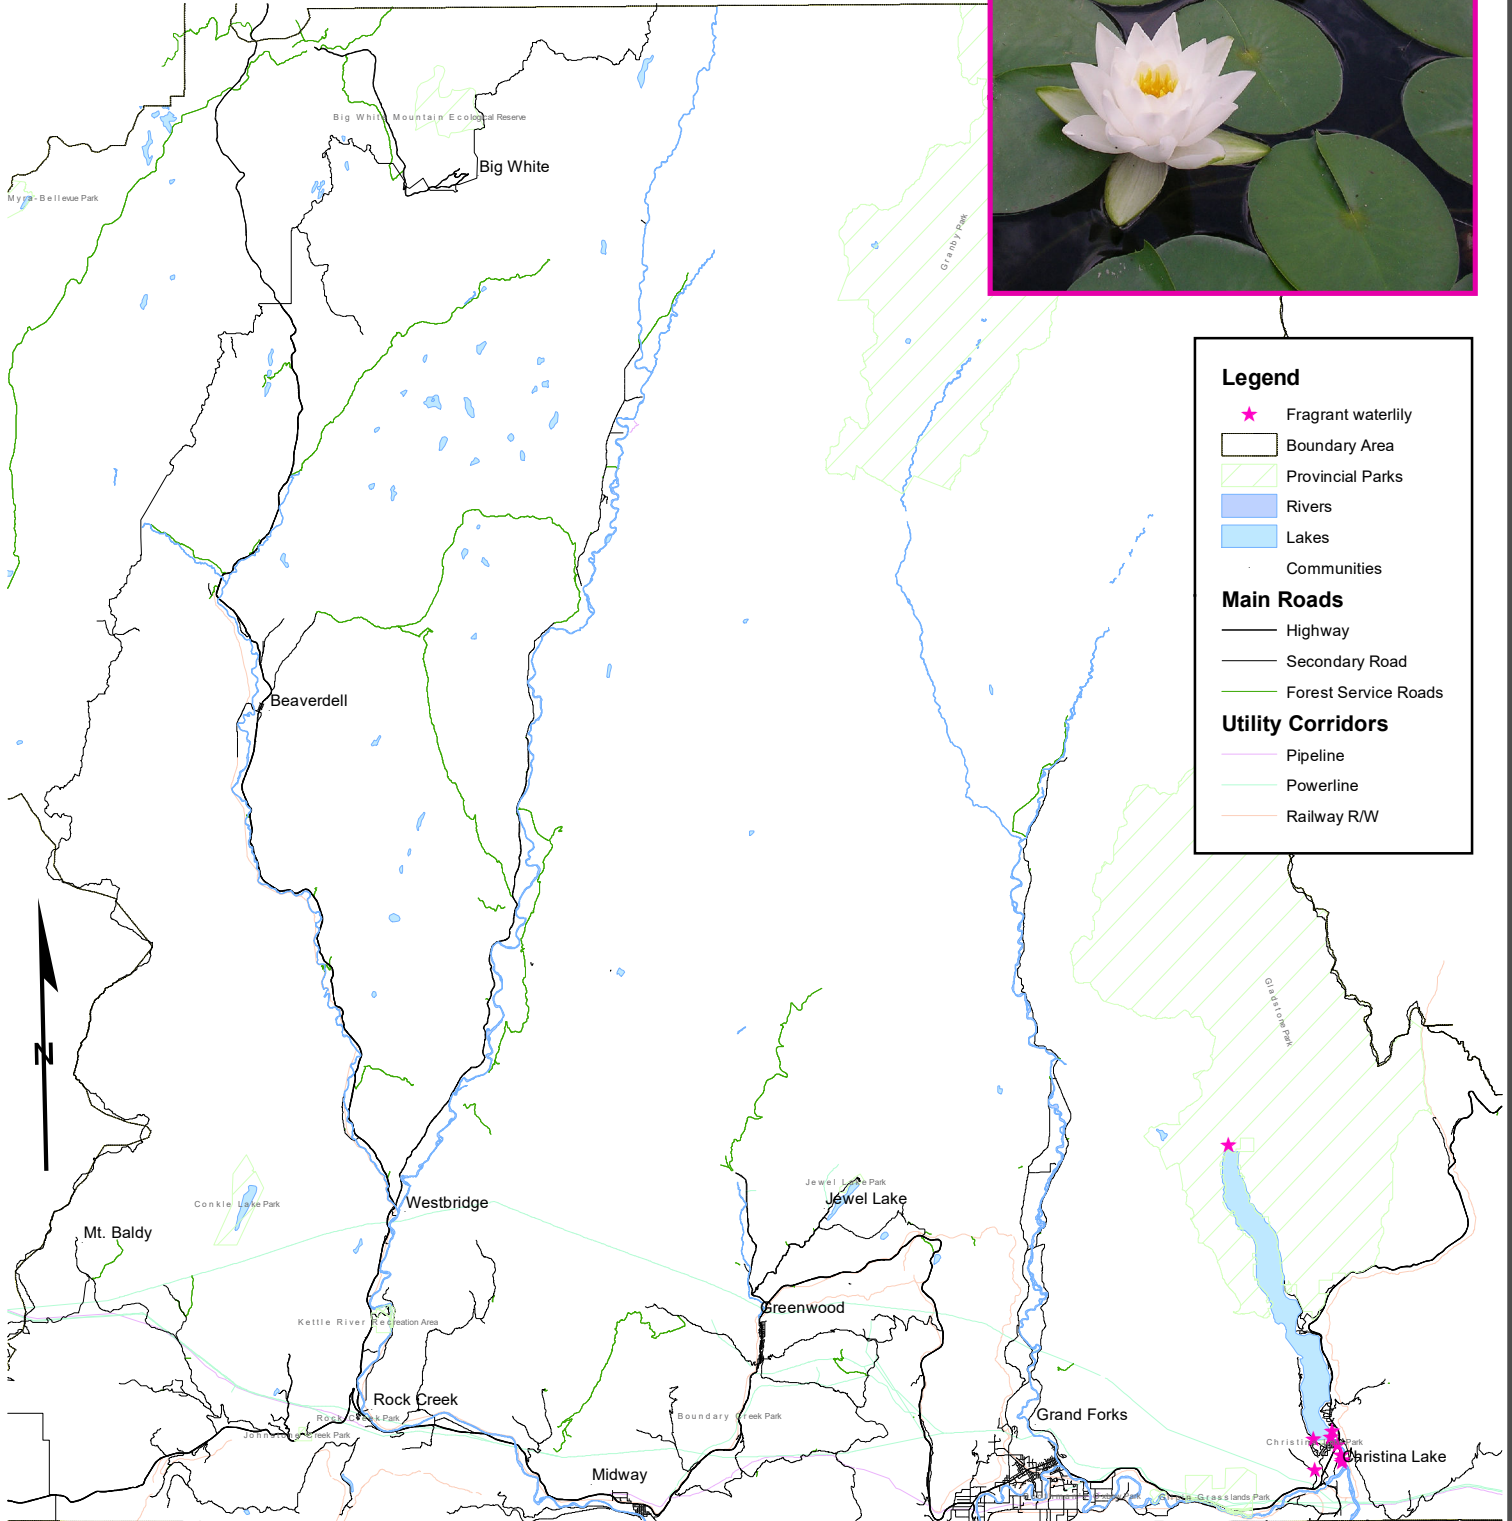 Big White Mountain Ecological Reserve
Big White
Myra-Bellevue Park
Granby Park
Legend
Fragrant waterlily
Boundary Area
Provincial Parks
Rivers
Lakes
Communities
Main Roads
Highway
Secondary Road
Forest Service Roads
Utility Corridors
Pipeline
Powerline
Railway R/W
Beaverdell
Gladstone Park
N
Jewel Lake Park
Jewel Lake
Conkle Lake Park
Westbridge
Mt. Baldy
Greenwood
Kettle River Recreation Area
Rock Creek
Rock Creek Park
Boundary Creek Park
Grand Forks
Johnstone Creek Park
Christina
Park
Christina Lake
Midway
Park
Grasslands Park